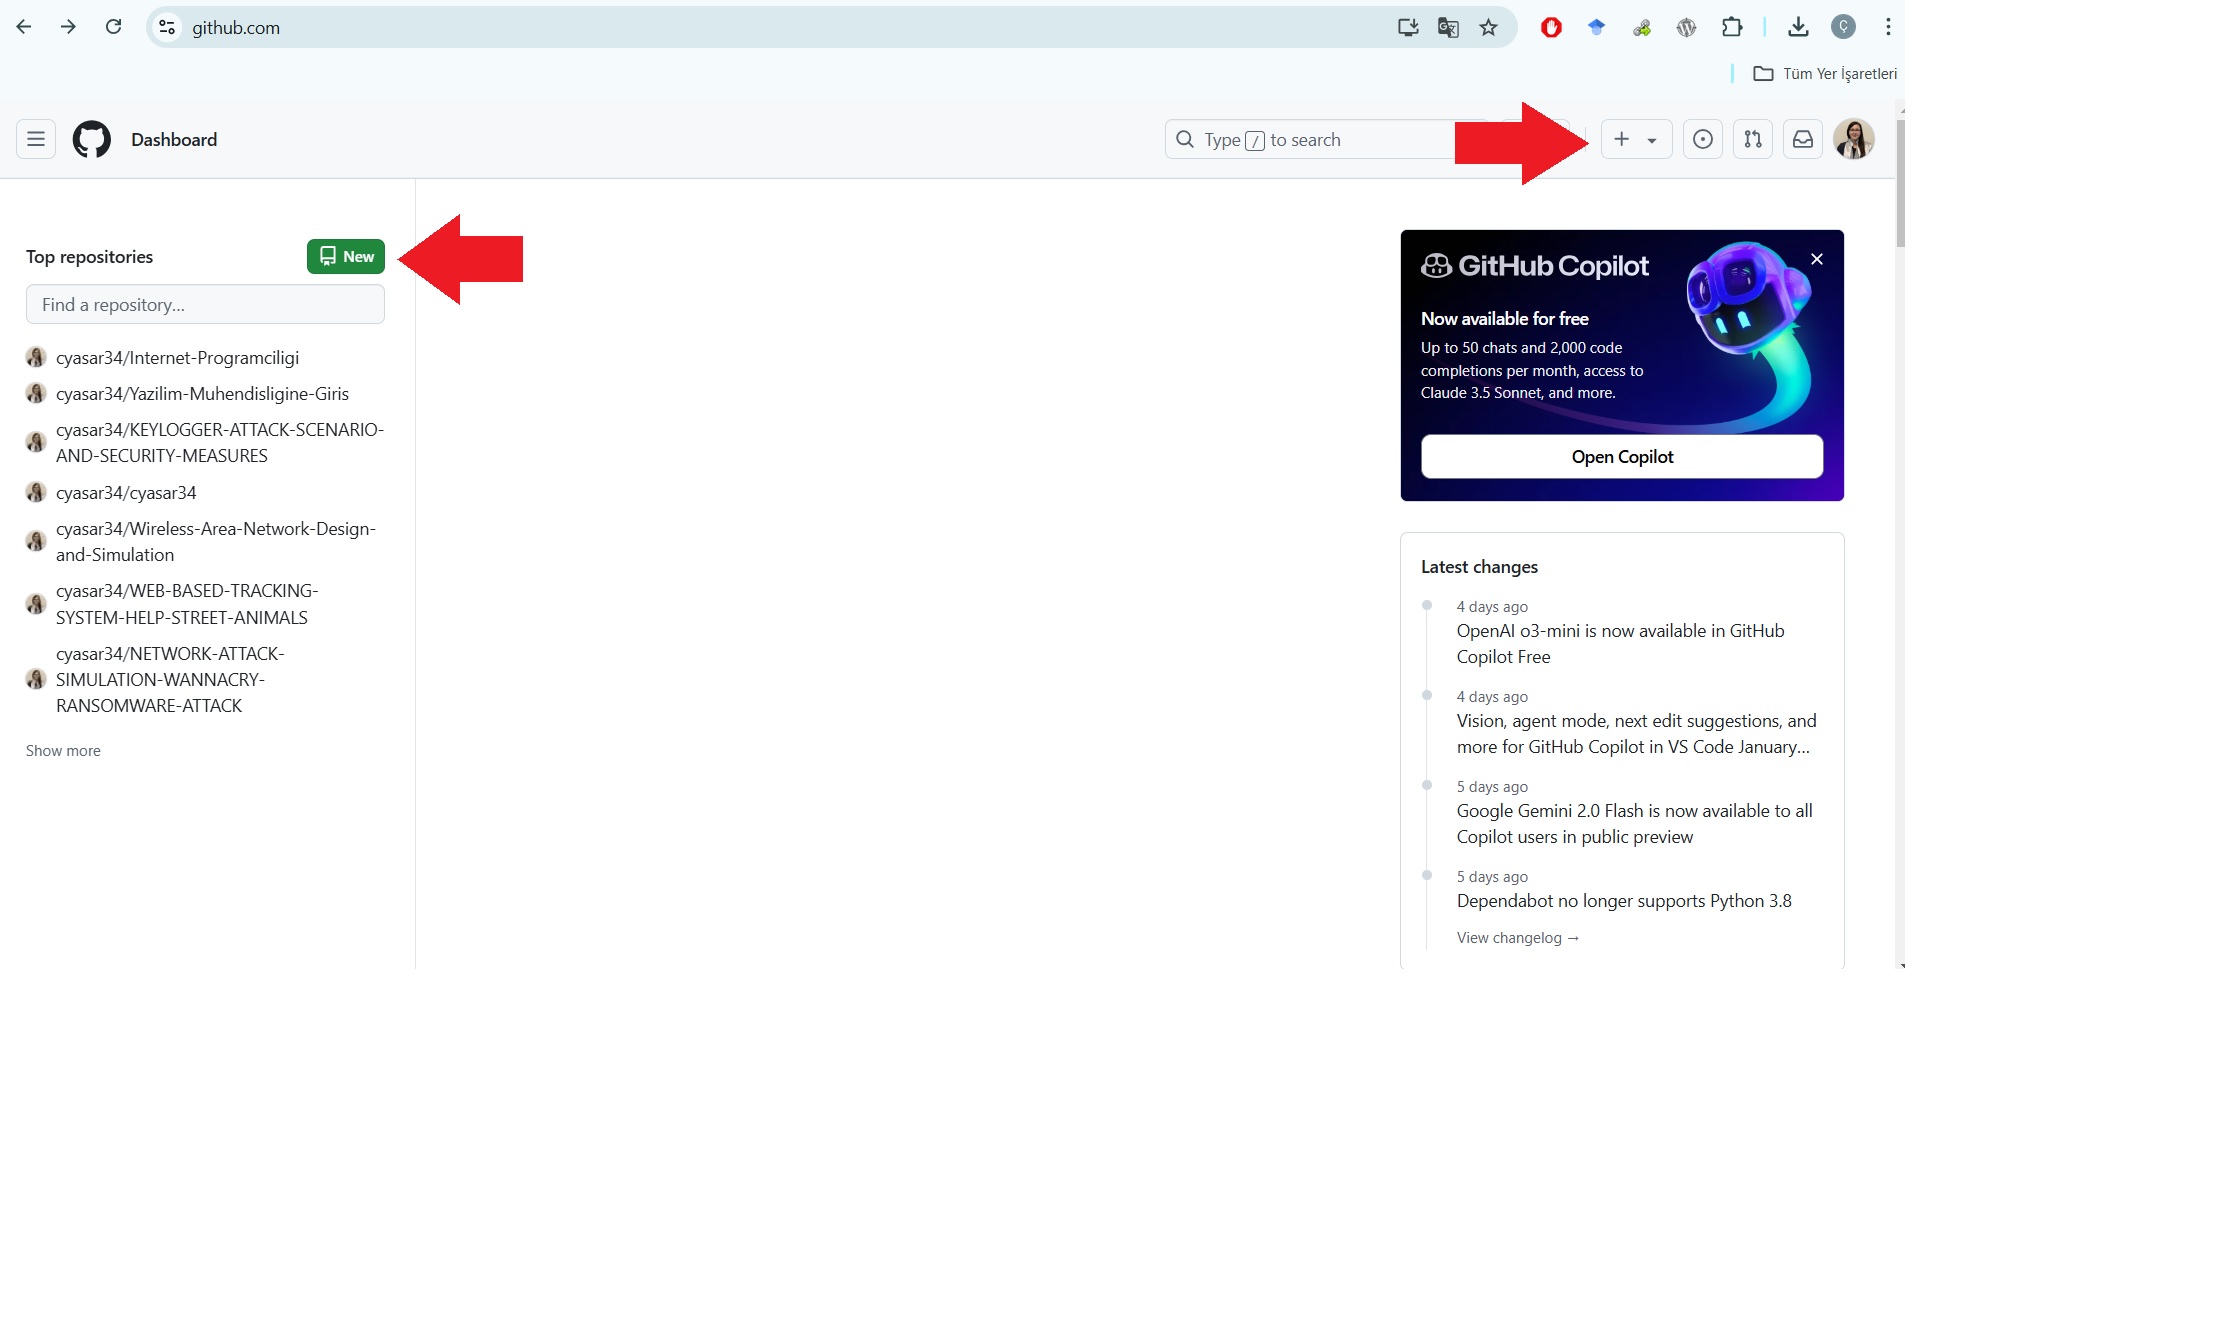 github.com
Ç
Tüm Yer İşaretleri
Dashboard
Type / to search
Top repositories
New
Find a repository...
cyasar34/Internet-Programciligi
cyasar34/Yazilim-Muhendisligine-Giris
cyasar34/KEYLOGGER-ATTACK-SCENARIO-
AND-SECURITY-MEASURES
cyasar34/cyasar34
cyasar34/Wireless-Area-Network-Design-
and-Simulation
cyasar34/WEB-BASED-TRACKING-
SYSTEM-HELP-STREET-ANIMALS
cyasar34/NETWORK-ATTACK-
SIMULATION-WANNACRY-
RANSOMWARE-ATTACK
Show more
GitHub Copilot
Now available for free
Up to 50 chats and 2,000 code
completions per month, access to
Claude 3.5 Sonnet, and more.
Open Copilot
Latest changes
4 days ago
OpenAI o3-mini is now available in GitHub
Copilot Free
4 days ago
Vision, agent mode, next edit suggestions, and
more for GitHub Copilot in VS Code January...
5 days ago
Google Gemini 2.0 Flash is now available to all
Copilot users in public preview
5 days ago
Dependabot no longer supports Python 3.8
View changelog →